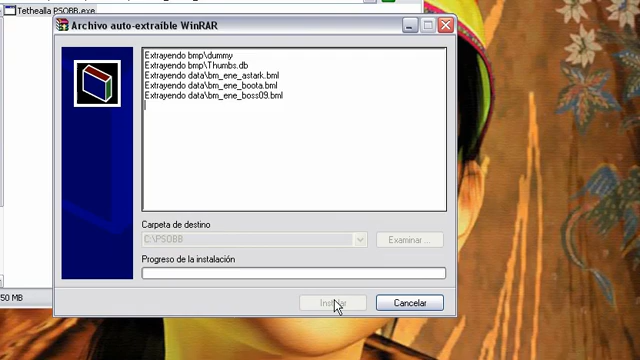 Tethealla PSOBB.exe
Archivo auto-extraíble WinRAR
Extrayendo bmp\dummy
Extrayendo bmp\Thumbs.db
Extrayendo data\bm_ene_astark.bml
Extrayendo data\bm_ene_boota.bml
Extrayendo data\bm_ene_boss09.bml
Carpeta de destino
C:\PSOBB
Examinar ...
Progreso de la instalación
50 MB
Instalar
Cancelar